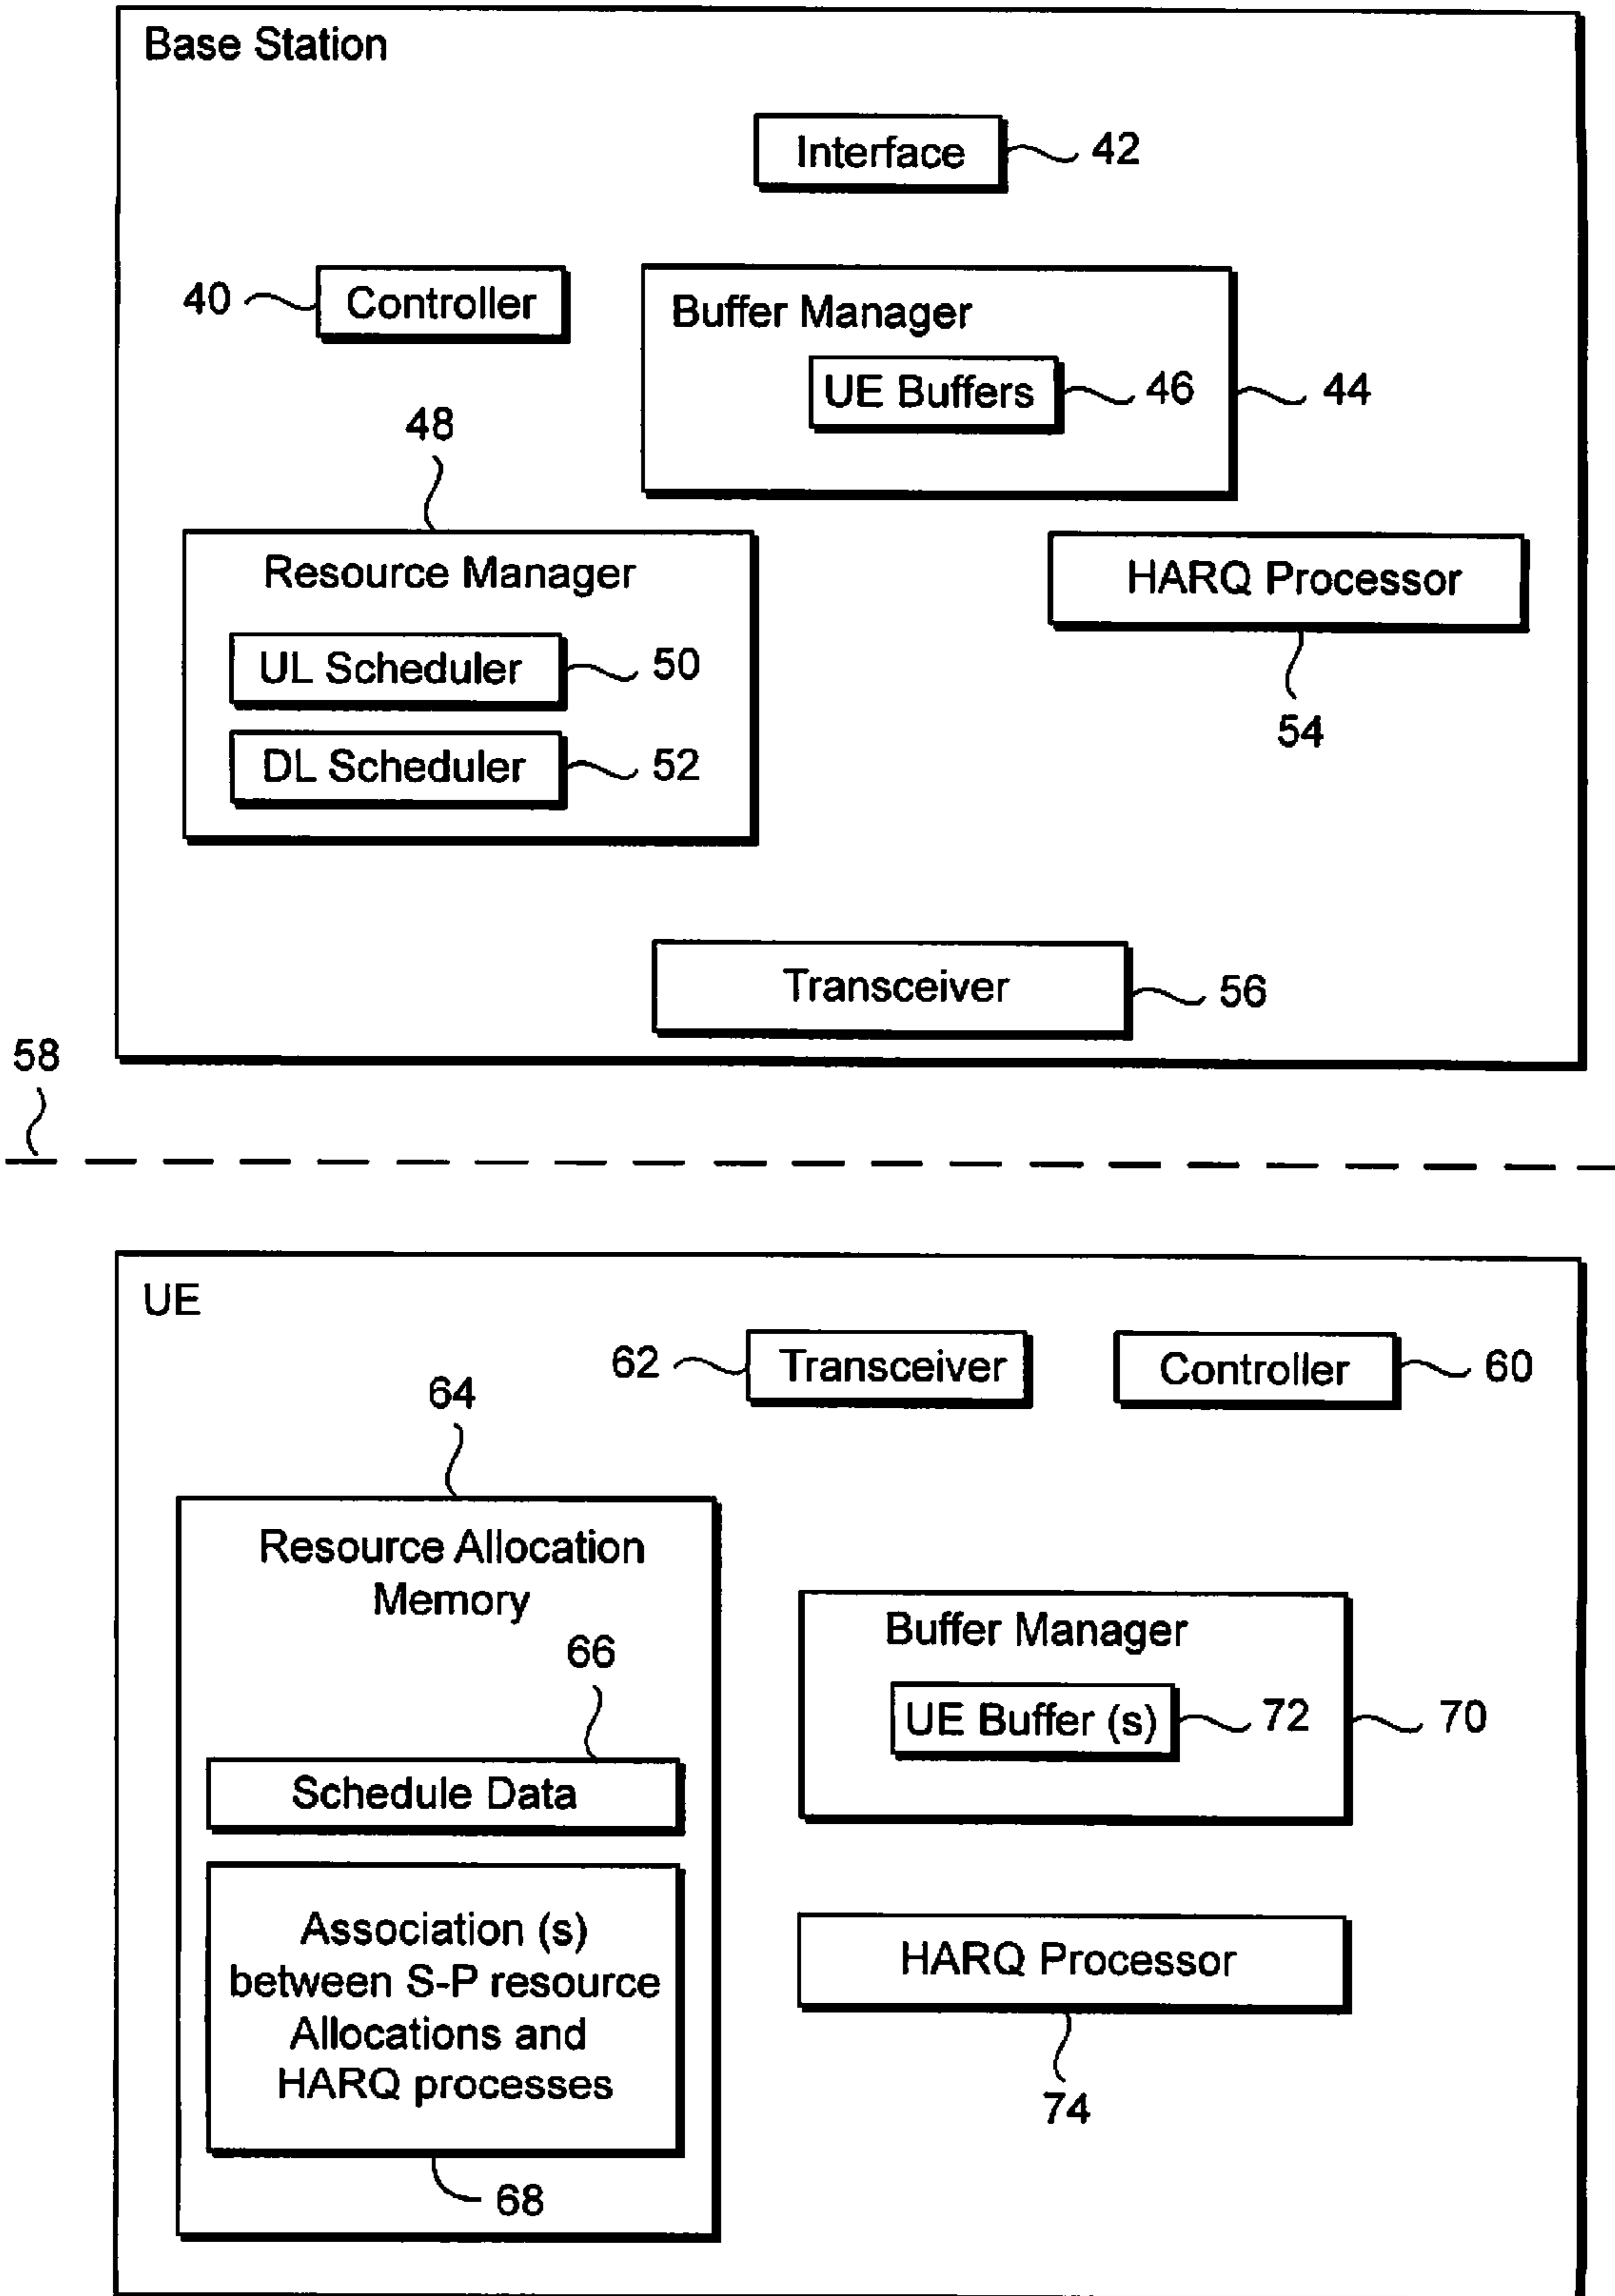 Base Station
Interface
42
40
Controller
Buffer Manager
UE Buffers
46
44
48
Resource Manager
UL Scheduler
50
DL Scheduler
52
HARQ Processor
54
Transceiver
56
58
UE
62
Transceiver
Controller
60
64
Resource Allocation
Memory
66
Schedule Data
Association (s)
between S-P resource
Allocations and
HARQ processes
68
Buffer Manager
UE Buffer (s)
72
70
HARQ Processor
74